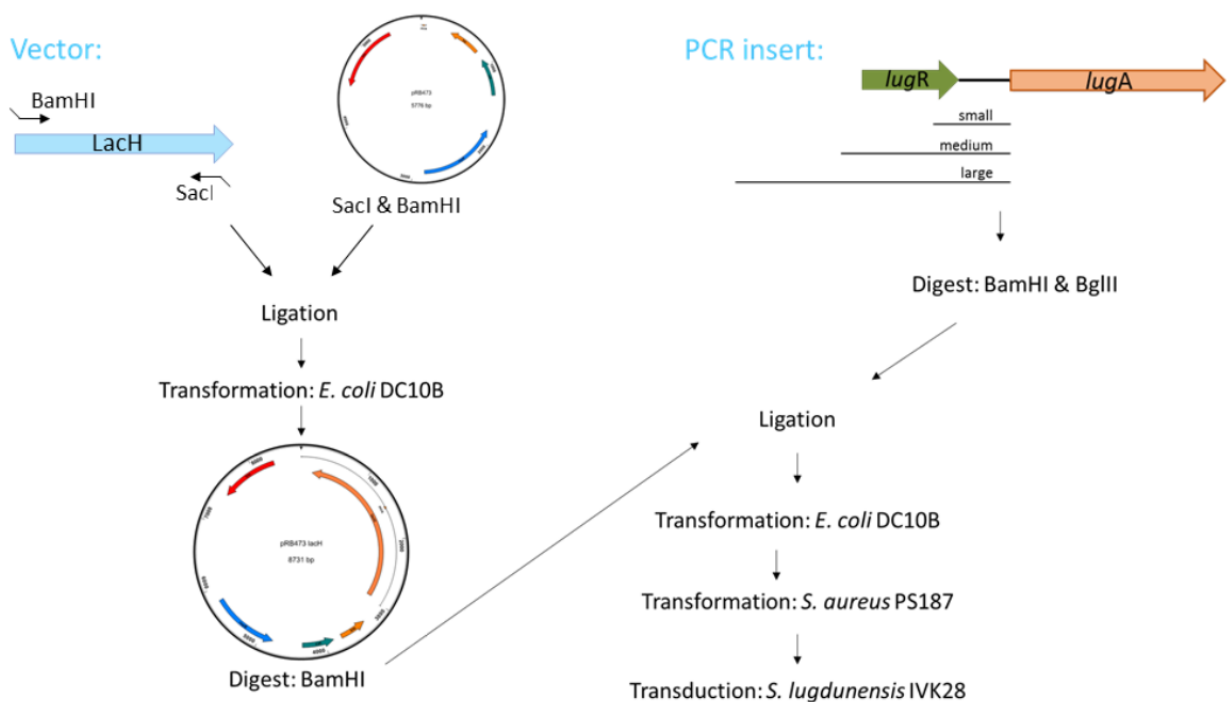 Vector:
BamHI
LacH
SacI
pRB473
5776 bp
SacI & BamHI
Ligation
Transformation: E. coli DC10B
pRB473 lacH
8731 bp
Digest: BamHI
PCR insert:
lugR
lugA
small
medium
large
Digest: BamHI & BglII
Ligation
Transformation: E. coli DC10B
Transformation: S. aureus PS187
Transduction: S. lugdunensis IVK28